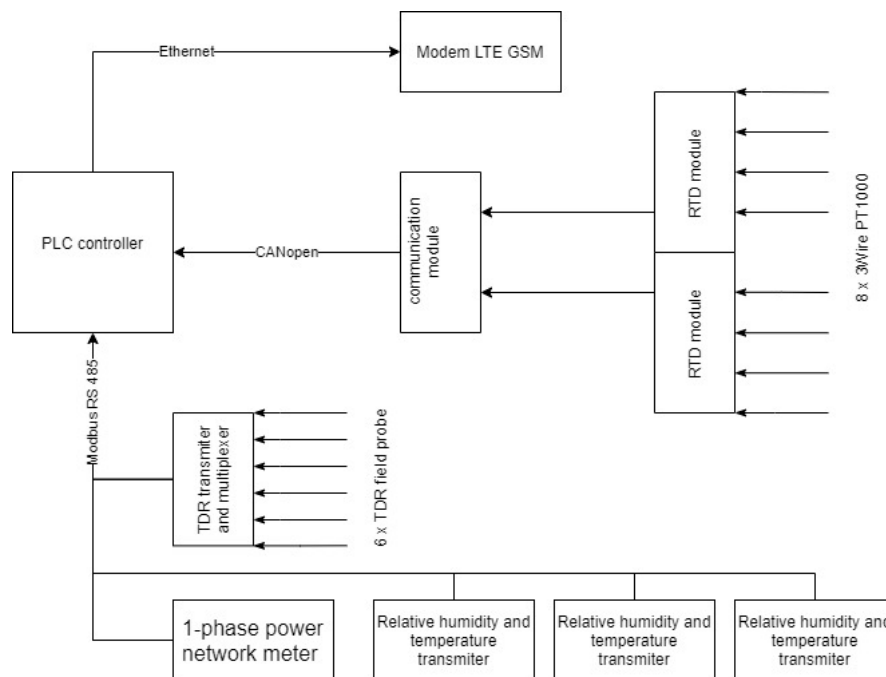 Ethernet
Modem LTE GSM
PLC controller
CANopen
communication
module
RTD module
RTD module
8 x 3Wire PT1000
Modbus RS 485
TDR transmiter
and multiplexer
6 x TDR field probe
1-phase power
network meter
Relative humidity and
temperature
transmiter
Relative humidity and
temperature
transmiter
Relative humidity and
temperature
transmiter